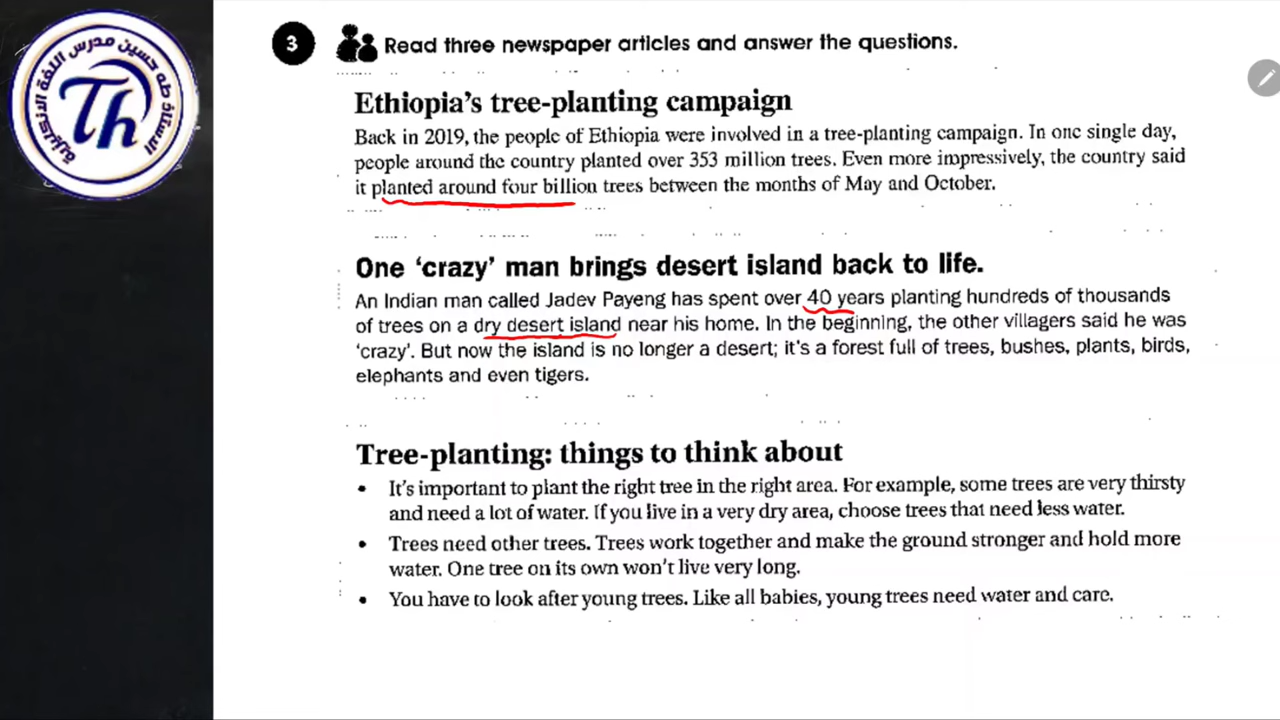 الاستاذ طه حسين مدرس اللغة الانجليزية
Th
3 Read three newspaper articles and answer the questions.
Ethiopia's tree-planting campaign
Back in 2019, the people of Ethiopia were involved in a tree-planting campaign. In one single day,
people around the country planted over 353 million trees. Even more impressively, the country said
it planted around four billion trees between the months of May and October.
One 'crazy' man brings desert island back to life.
An Indian man called Jadev Payeng has spent over 40 years planting hundreds of thousands
of trees on a dry desert island near his home. In the beginning, the other villagers said he was
'crazy'. But now the island is no longer a desert; it's a forest full of trees, bushes, plants, birds,
elephants and even tigers.
Tree-planting: things to think about
• It's important to plant the right tree in the right area. For example, some trees are very thirsty
and need a lot of water. If you live in a very dry area, choose trees that need less water.
• Trees need other trees. Trees work together and make the ground stronger and hold more
water. One tree on its own won't live very long.
• You have to look after young trees. Like all babies, young trees need water and care.